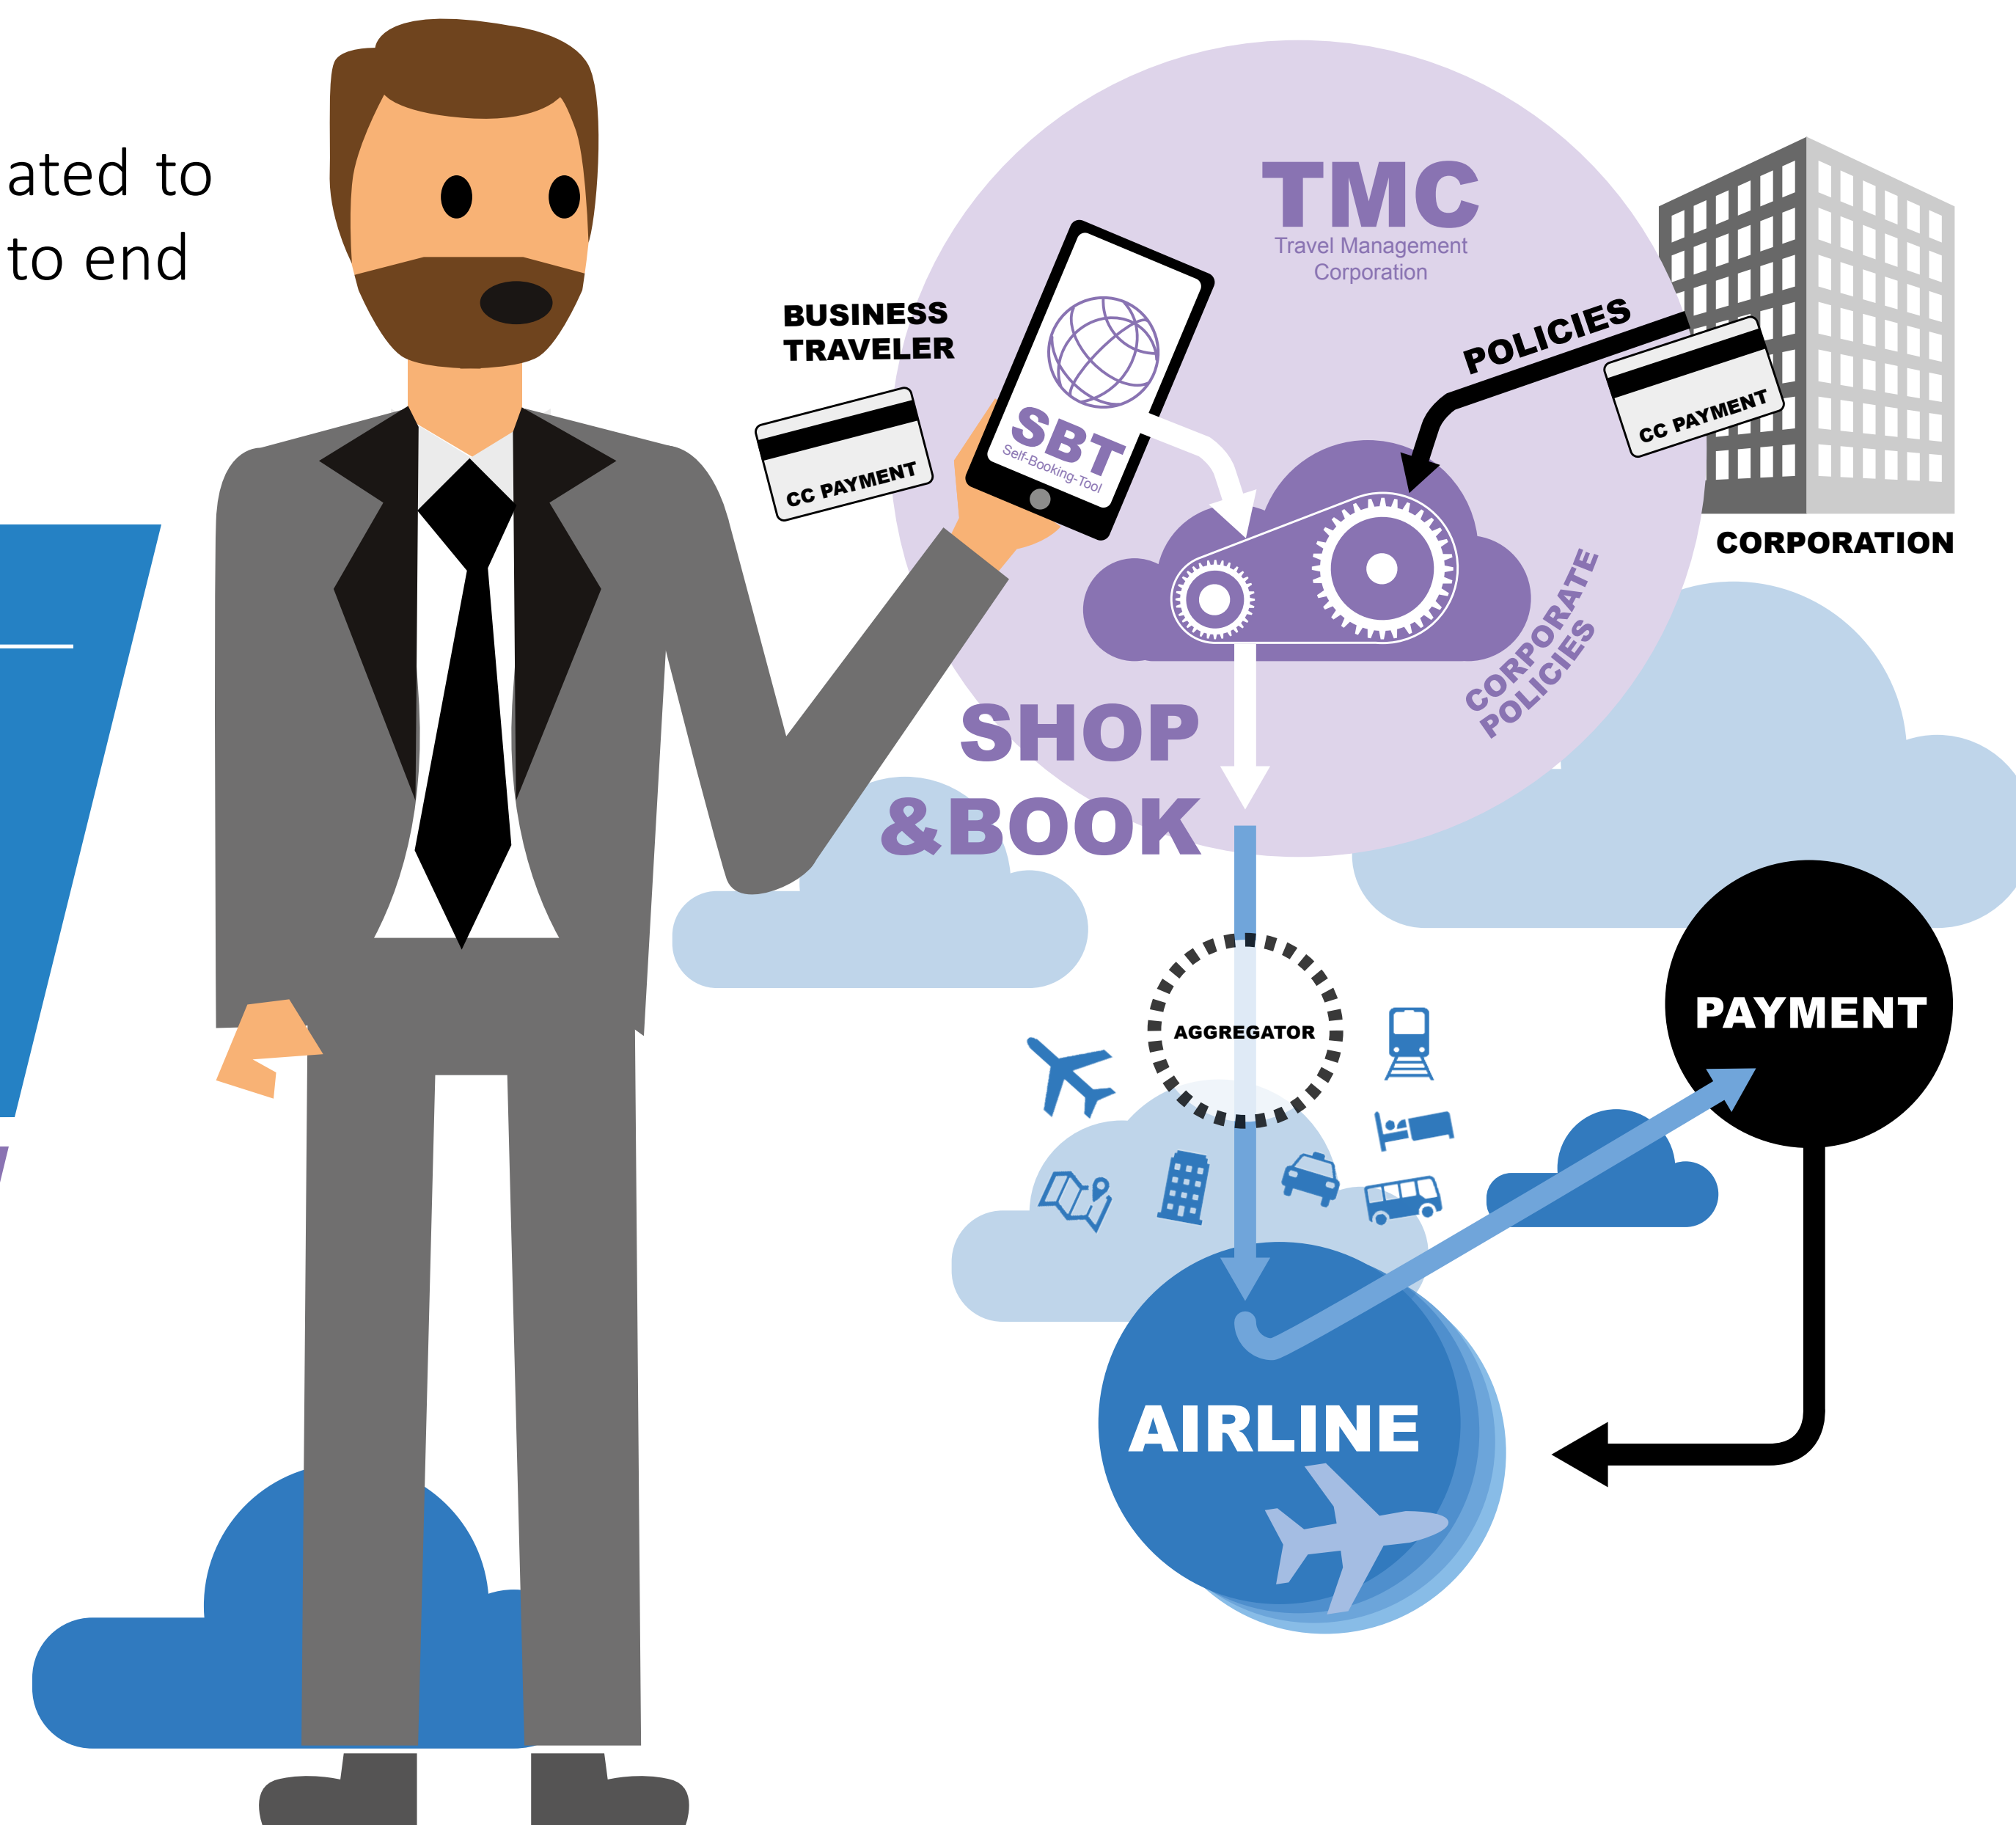 ated to
to end
TMC
Travel Management
Corporation
BUSINESS
TRAVELER
CC PAYMENT
SBT
Self-Booking-Tool
POLICIES
CC PAYMENT
CORPORATION
CORPORATE
POLICIES
SHOP
&BOOK
AGGREGATOR
PAYMENT
AIRLINE